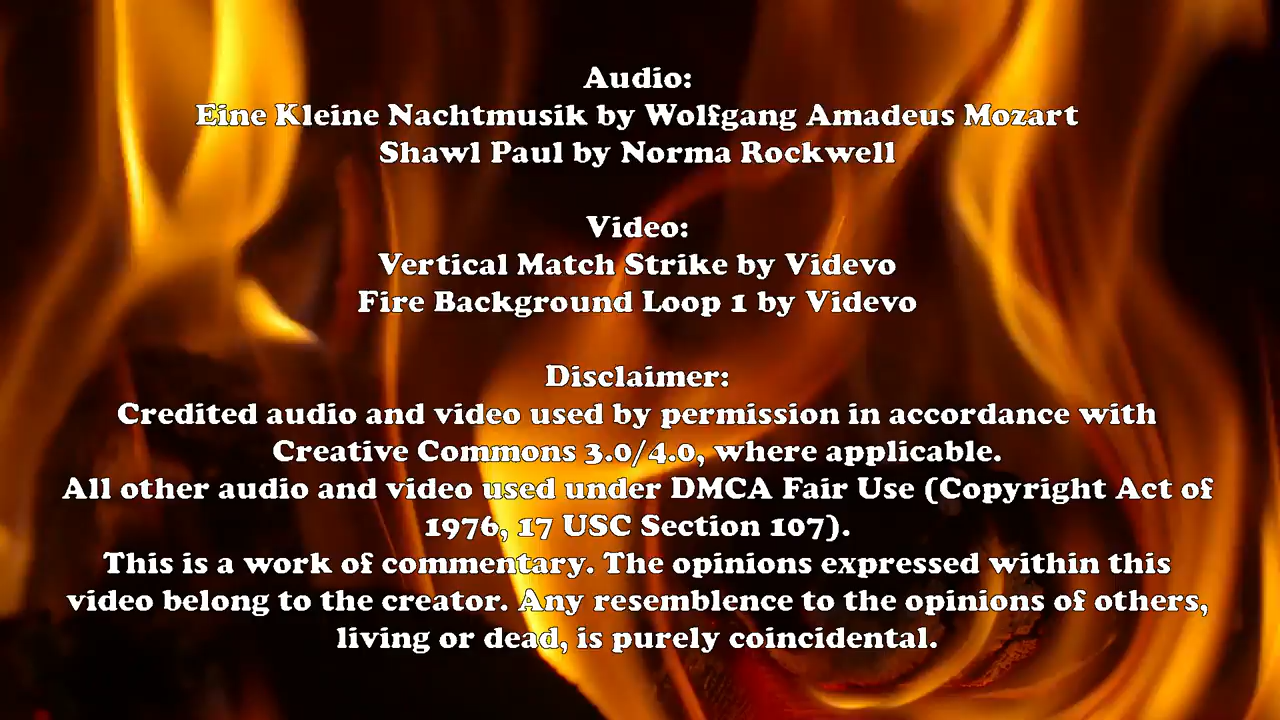 Audio:
Eine Kleine Nachtmusik by Wolfgang Amadeus Mozart
Shawl Paul by Norma Rockwell
Video:
Vertical Match Strike by Videvo
Fire Background Loop 1 by Videvo
Disclaimer:
Credited audio and video used by permission in accordance with
Creative Commons 3.0/4.0, where applicable.
All other audio and video used under DMCA Fair Use (Copyright Act of
1976, 17 USC Section 107).
This is a work of commentary. The opinions expressed within this
video belong to the creator. Any resemblence to the opinions of others,
living or dead, is purely coincidental.